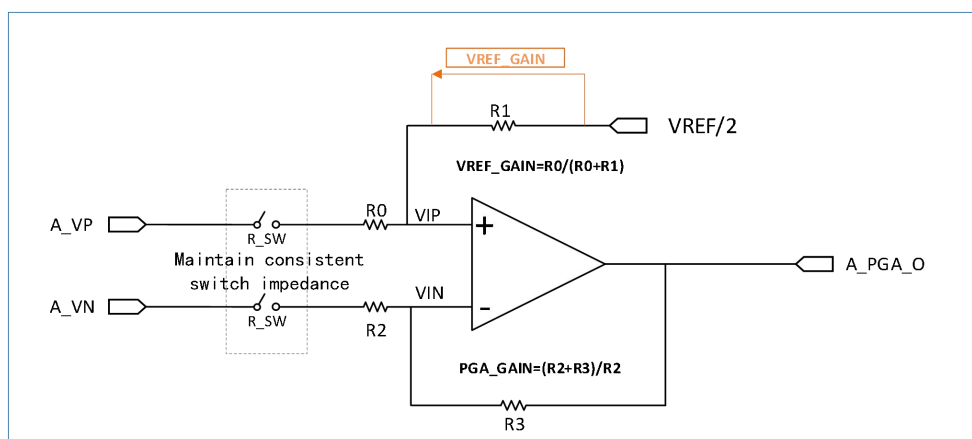 VREF_GAIN
R1
VREF/2
VREF_GAIN=R0/(R0+R1)
A_VP
R_SW
R0
VIP
+
Maintain consistent
switch impedance
A_PGA_O
A_VN
R_SW
R2
VIN
-
PGA_GAIN=(R2+R3)/R2
R3